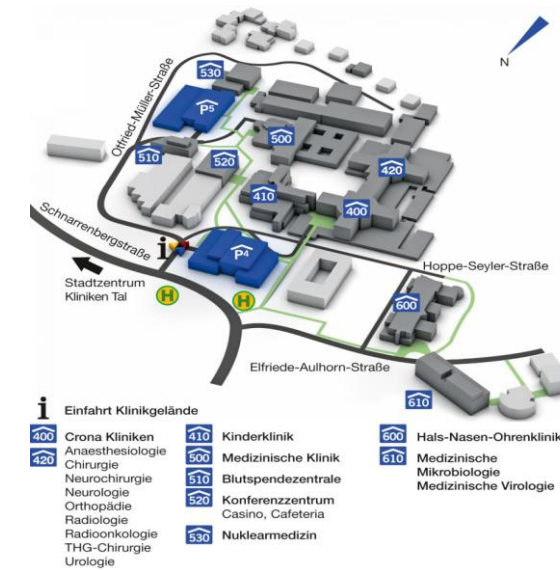 N
530
Otfried-Müller-Straße
P5
500
510
520
420
410
400
Schnarrenbergstraße
i
P4
Stadtzentrum
Kliniken Tal
H
H
Hoppe-Seyler-Straße
600
Elfriede-Aulhorn-Straße
610
i Einfahrt Klinikgelände
400 Crona Kliniken
420 Anaesthesiologie
Chirurgie
Neurochirurgie
Neurologie
Orthopädie
Radiologie
Radioonkologie
THG-Chirurgie
Urologie
410 Kinderklinik
500 Medizinische Klinik
510 Blutspendezentrale
520 Konferenzzentrum
Casino, Cafeteria
530 Nuklearmedizin
600 Hals-Nasen-Ohrenklinik
610 Medizinische
Mikrobiologie
Medizinische Virologie